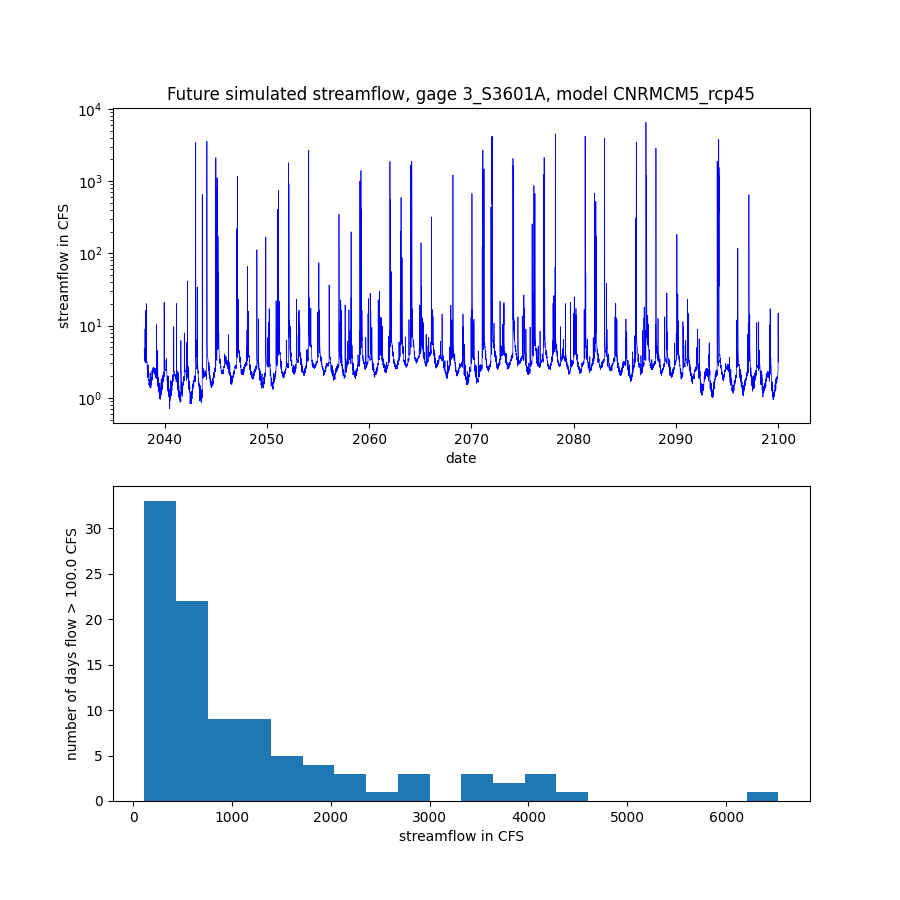 Future simulated streamflow, gage 3_S3601A, model CNRMCM5_rcp45
10^4
10^3
10^2
10^1
10^0
streamflow in CFS
2040 2050 2060 2070 2080 2090 2100
date
30
25
20
15
10
5
0
number of days flow > 100.0 CFS
0 1000 2000 3000 4000 5000 6000
streamflow in CFS